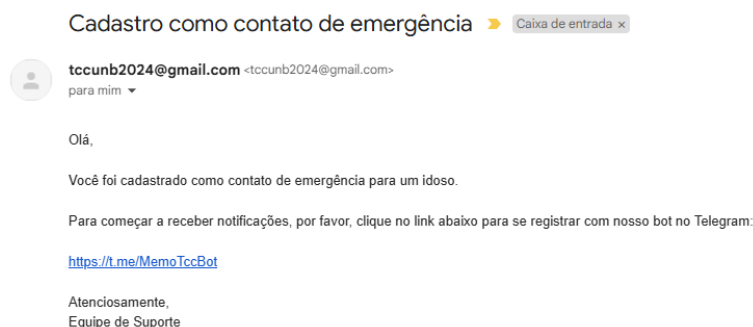 Cadastro como contato de emergência Caixa de entrada ×
tccunb2024@gmail.com <tccunb2024@gmail.com>
para mim
Olá,
Você foi cadastrado como contato de emergência para um idoso.
Para começar a receber notificações, por favor, clique no link abaixo para se registrar com nosso bot no Telegram:
https://t.me/MemoTccBot
Atenciosamente,
Equipe de Suporte